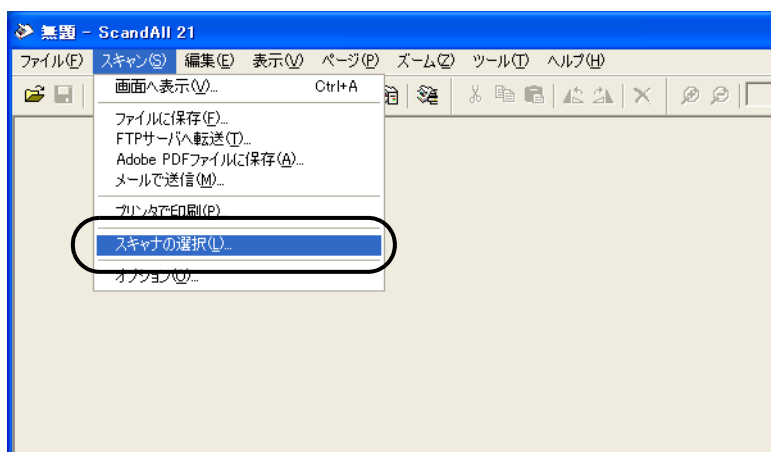 無題 - ScandAll 21
ファイル(F) スキャン(S) 編集(E) 表示(V) ページ(P) ズーム(Z) ツール(T) ヘルプ(H)
画面へ表示(V)... Ctrl+A
ファイルに保存(F)...
FTPサーバへ転送(T)...
Adobe PDFファイルに保存(A)...
メールで送信(M)...
プリンタで印刷(P)
スキャナの選択(L)...
オプション(O)...